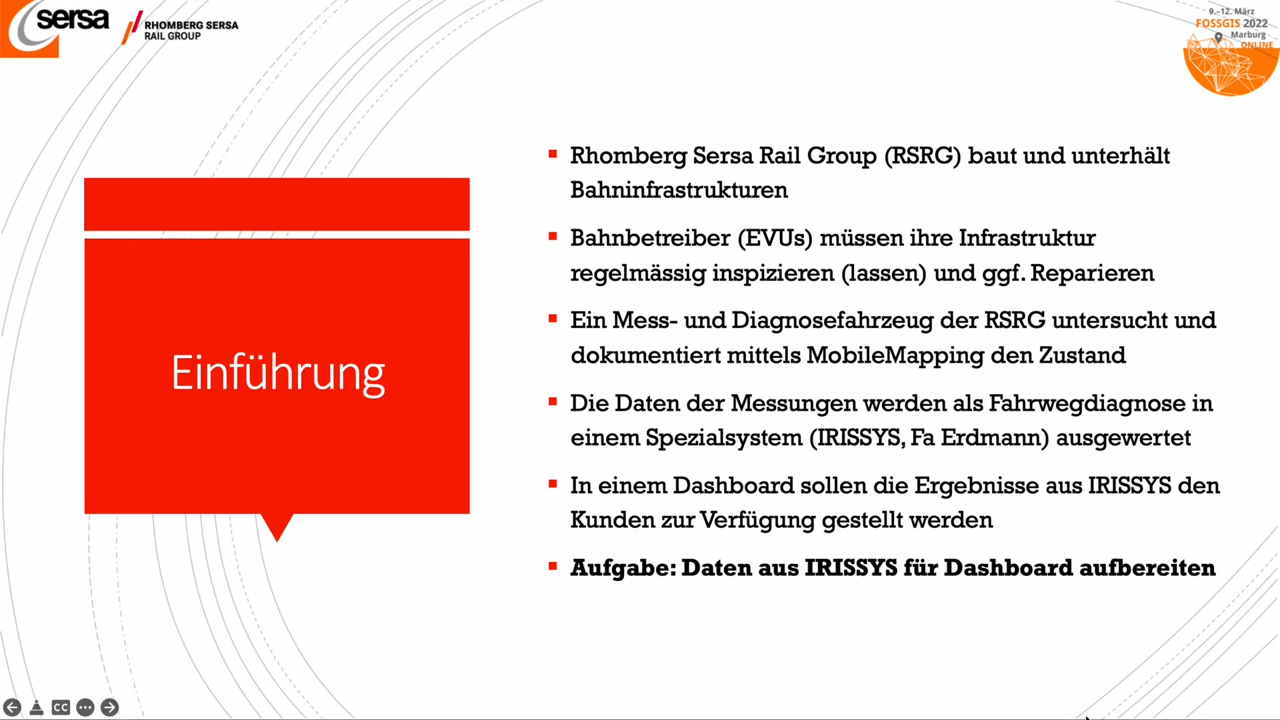 sersa
RHOMBERG SERSA
RAIL GROUP
9.–12. März
FOSSGIS 2022
Marburg
ONLINE
Einführung
Rhomberg Sersa Rail Group (RSRG) baut und unterhält
Bahninfrastrukturen
Bahnbetreiber (EVUs) müssen ihre Infrastruktur
regelmässig inspizieren (lassen) und ggf. Reparieren
Ein Mess- und Diagnosefahrzeug der RSRG untersucht und
dokumentiert mittels MobileMapping den Zustand
Die Daten der Messungen werden als Fahrwegdiagnose in
einem Spezialsystem (IRISSYS, Fa Erdmann) ausgewertet
In einem Dashboard sollen die Ergebnisse aus IRISSYS den
Kunden zur Verfügung gestellt werden
Aufgabe: Daten aus IRISSYS für Dashboard aufbereiten
CC